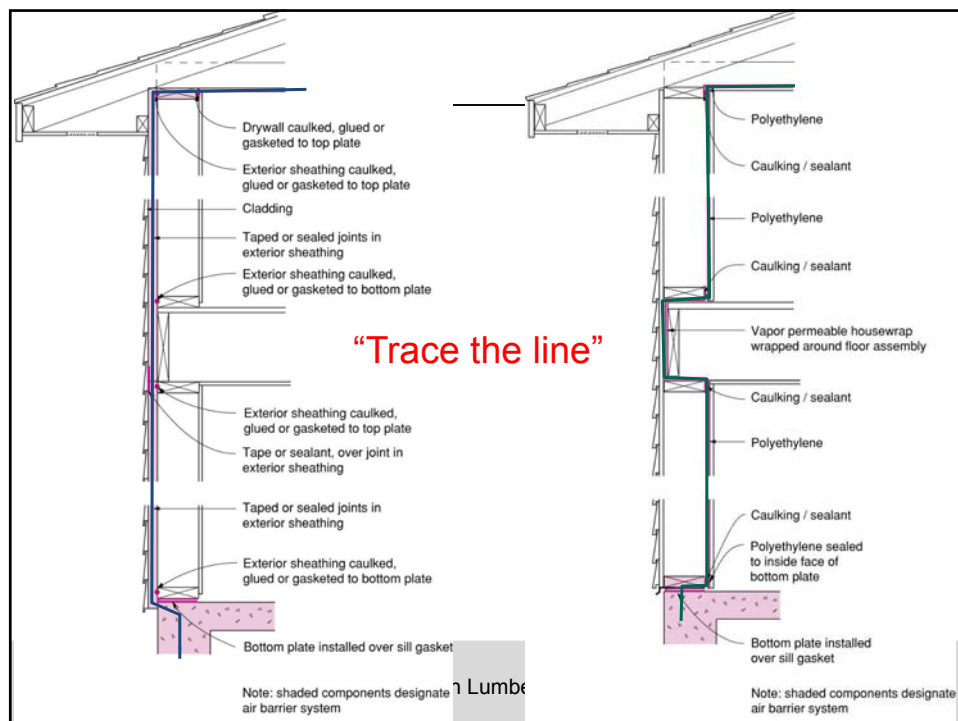 Drywall caulked, glued or
gasketed to top plate
Exterior sheathing caulked,
glued or gasketed to top plate
Cladding
Taped or sealed joints in
exterior sheathing
Exterior sheathing caulked,
glued or gasketed to bottom plate
Exterior sheathing caulked,
glued or gasketed to top plate
Tape or sealant, over joint in
exterior sheathing
Taped or sealed joints in
exterior sheathing
Exterior sheathing caulked,
glued or gasketed to bottom plate
Bottom plate installed over sill gasket
Note: shaded components designate
air barrier system
“Trace the line”
Polyethylene
Caulking / sealant
Polyethylene
Caulking / sealant
Vapor permeable housewrap
wrapped around floor assembly
Caulking / sealant
Polyethylene
Caulking / sealant
Polyethylene sealed
to inside face of
bottom plate
Bottom plate installed
over sill gasket
Note: shaded components designate
air barrier system